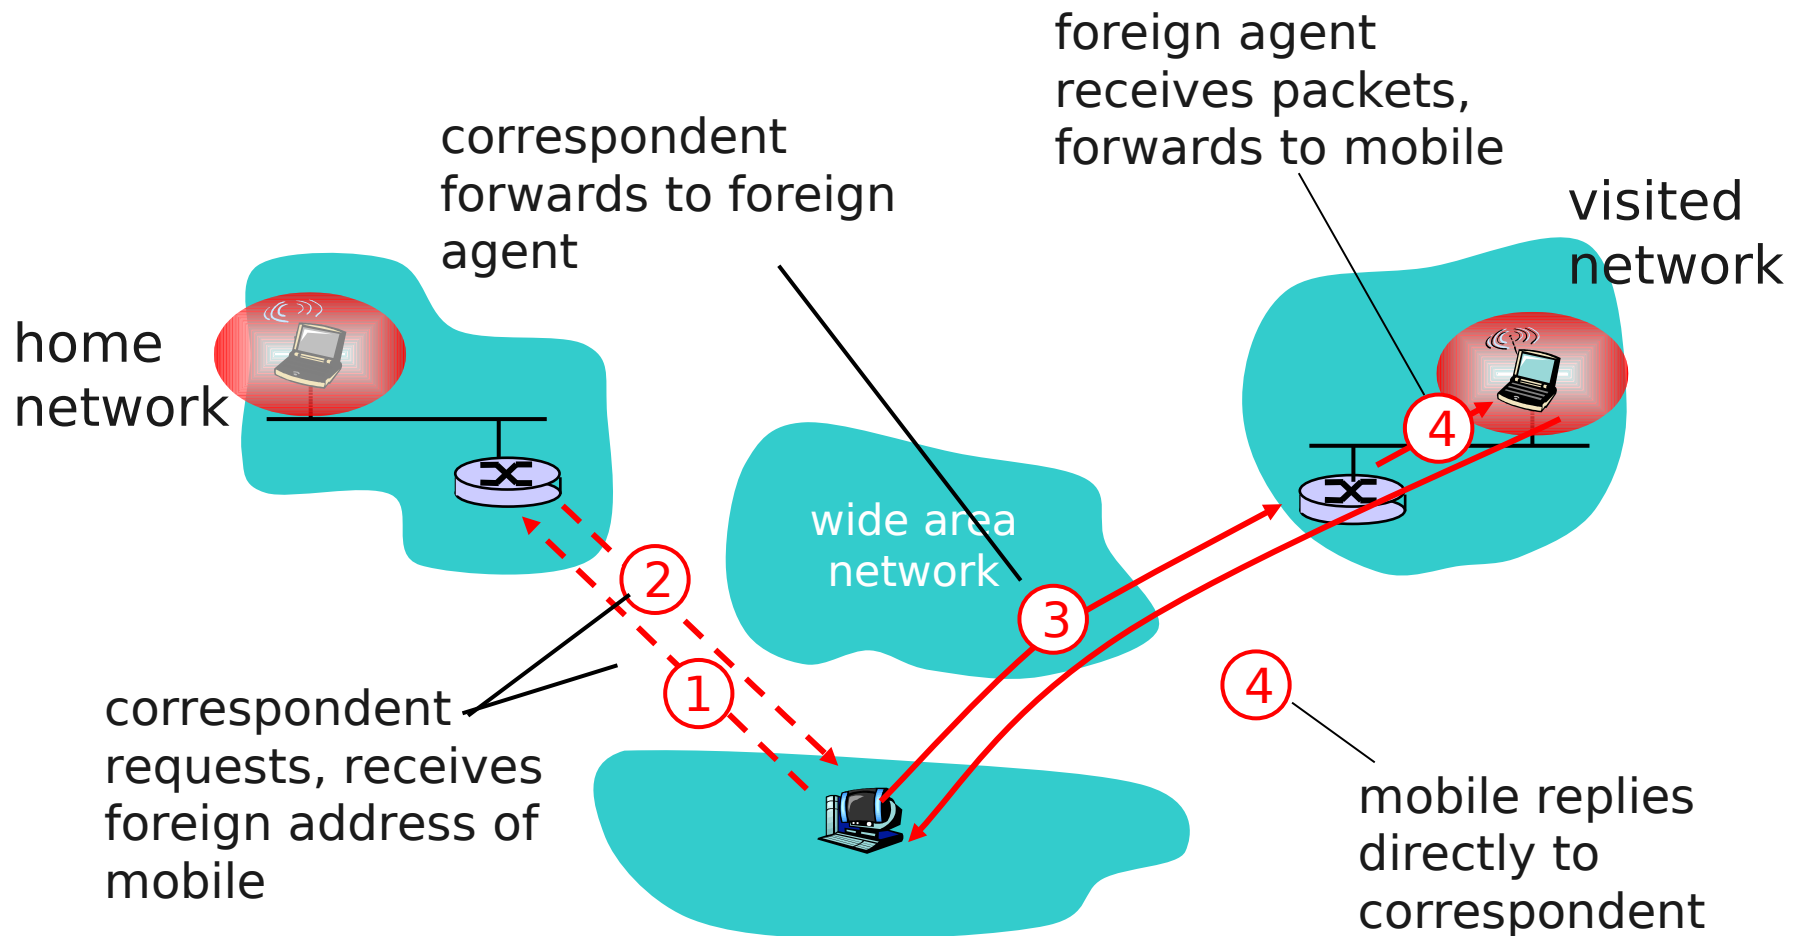 foreign agent
receives packets,
forwards to mobile
correspondent
forwards to foreign
agent
visited
network
home
network
wide area
network
4
2
3
1
4
correspondent
requests, receives
foreign address of
mobile
mobile replies
directly to
correspondent